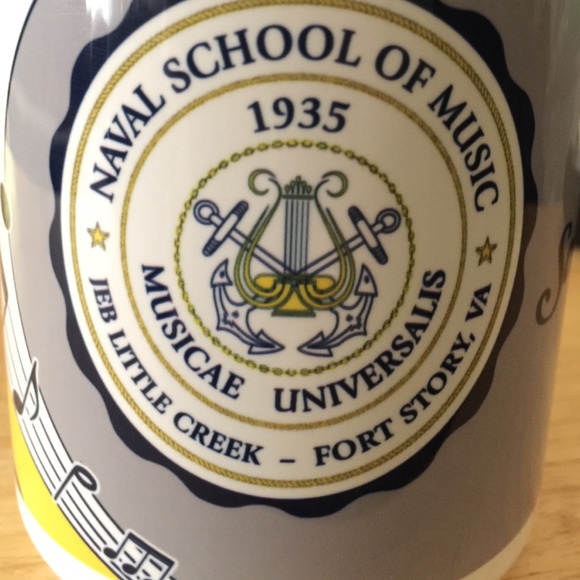 NAVAL SCHOOL OF MUSIC
1935
MUSICAE UNIVERSALIS
JEB LITTLE CREEK – FORT STORY, VA